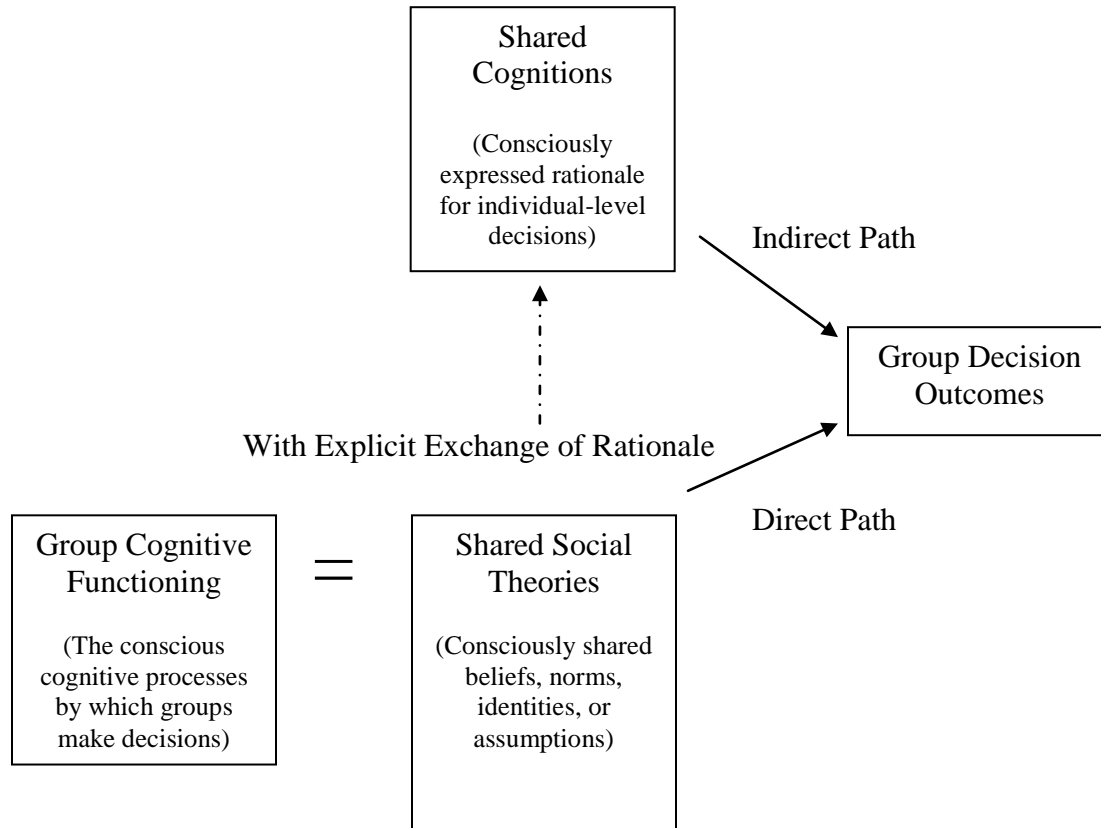 Shared
Cognitions
(Consciously
expressed rationale
for individual-level
decisions)
Indirect Path
Group Decision
Outcomes
With Explicit Exchange of Rationale
Direct Path
Group Cognitive
Functioning
(The conscious
cognitive processes
by which groups
make decisions)
=
Shared Social
Theories
(Consciously shared
beliefs, norms,
identities, or
assumptions)